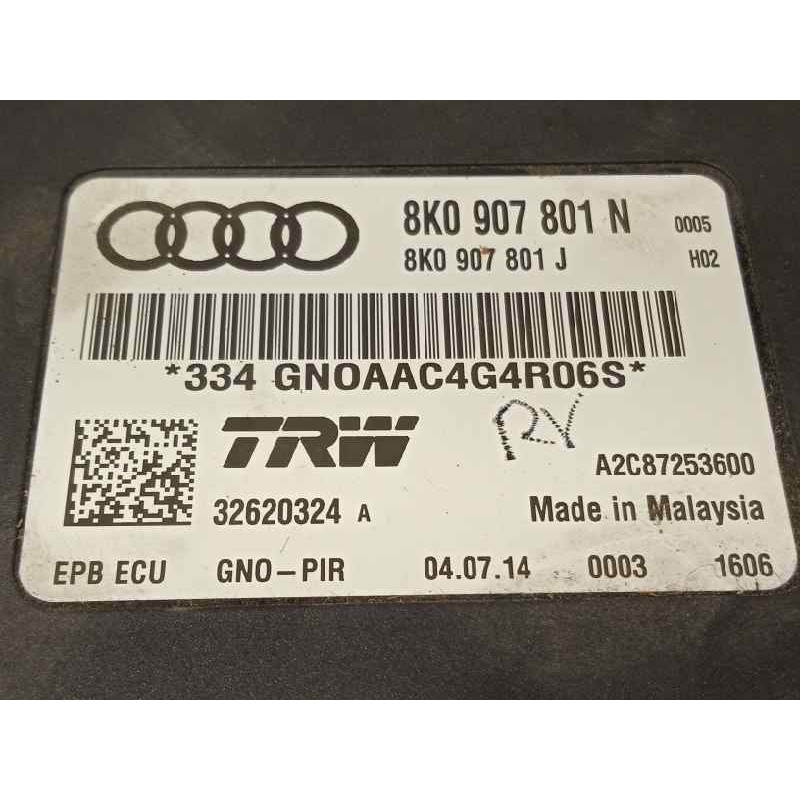 8K0 907 801 N 0005
8K0 907 801 J H02
*334 GNOAAC4G4R06S*
TRW RV
A2C87253600
32620324 A Made in Malaysia
EPB ECU GNO-PIR 04.07.14 0003 1606